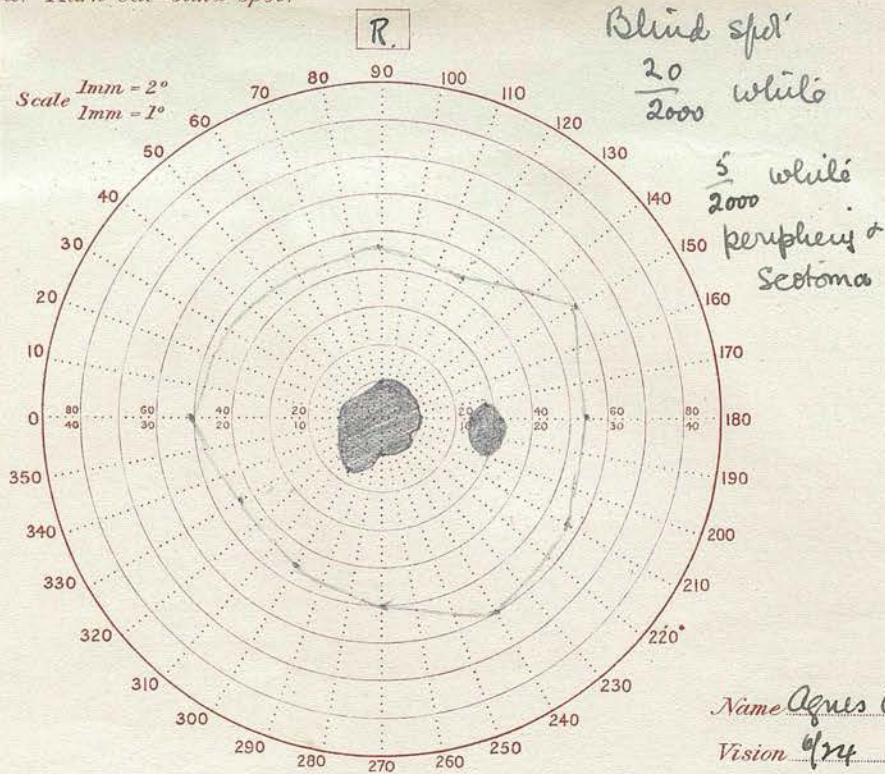 R.
Blind spot
20
2000 white
5
2000 white
periphery &
Scotoma
Scale 1mm = 2°
1mm = 1°
90
80 100
70 110
60 120
50 130
40 140
30 150
20 160
10 170
0 80 60 40 20 20 40 60 80 180
40 30 20 10 10 20 30 40
350 190
340 200
330 210
320 220
310 230
300 240
290 250
280 270 260
Name Agnes
Vision 6/24